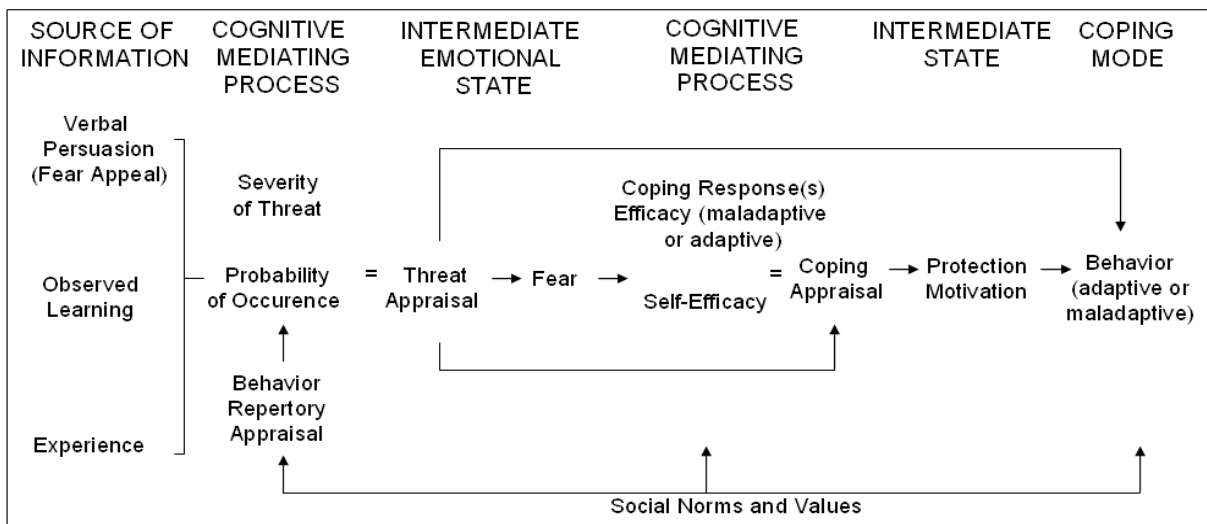 SOURCE OF
INFORMATION
COGNITIVE
MEDIATING
PROCESS
INTERMEDIATE
EMOTIONAL
STATE
COGNITIVE
MEDIATING
PROCESS
INTERMEDIATE
STATE
COPING
MODE
Verbal
Persuasion
(Fear Appeal)
Observed
Learning
Experience
Severity
of Threat
Probability
of Occurence
Behavior
Repertory
Appraisal
=
Threat
Appraisal
Fear
Coping Response(s)
Efficacy (maladaptive
or adaptive)
Self-Efficacy
=
Coping
Appraisal
Protection
Motivation
Behavior
(adaptive or
maladaptive)
Social Norms and Values